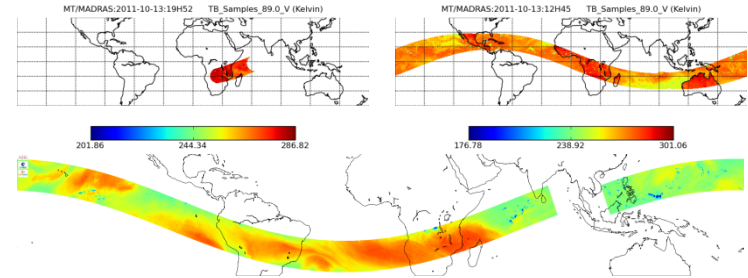 MT/MADRAS:2011-10-13:19H52 TB_Samples_89.0_V (Kelvin)
MT/MADRAS:2011-10-13:12H45 TB_Samples_89.0_V (Kelvin)
201.86 244.34 286.82
176.78 238.92 301.06